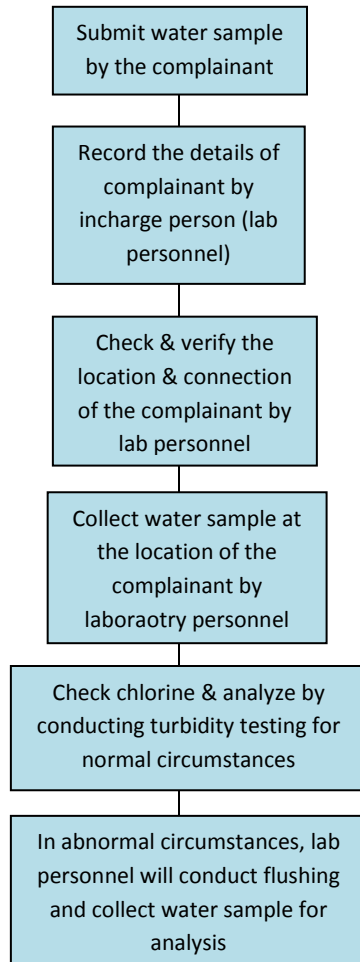 Submit water sample
by the complainant
Record the details of
complainant by
incharge person (lab
personnel)
Check & verify the
location & connection
of the complainant by
lab personnel
Collect water sample at
the location of the
complainant by
laboraotry personnel
Check chlorine & analyze by
conducting turbidity testing for
normal circumstances
In abnormal circumstances, lab
personnel will conduct flushing
and collect water sample for
analysis